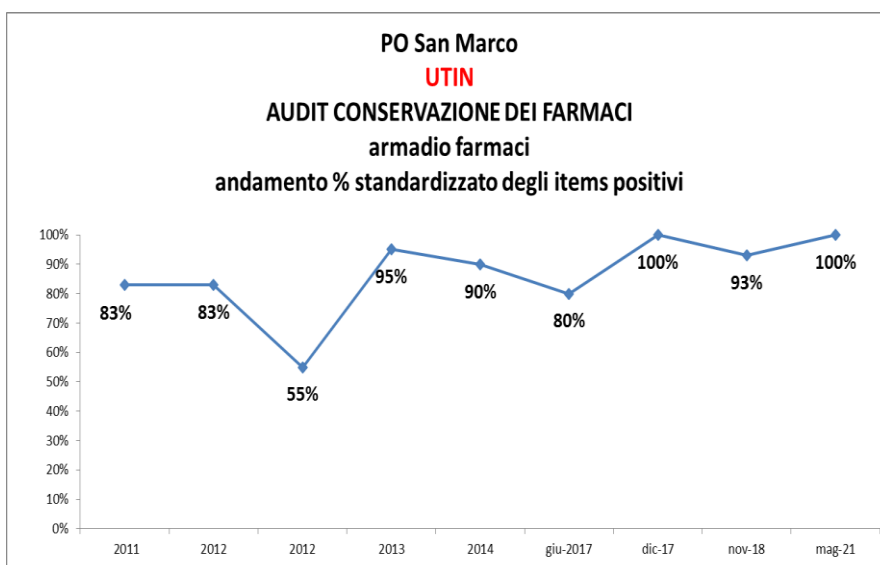 PO San Marco
UTIN
AUDIT CONSERVAZIONE DEI FARMACI
armadio farmaci
andamento % standardizzato degli items positivi
100%
90%
80%
70%
60%
50%
40%
30%
20%
10%
0%
83%
83%
55%
95%
90%
80%
100%
93%
100%
2011
2012
2012
2013
2014
giu-2017
dic-17
nov-18
mag-21